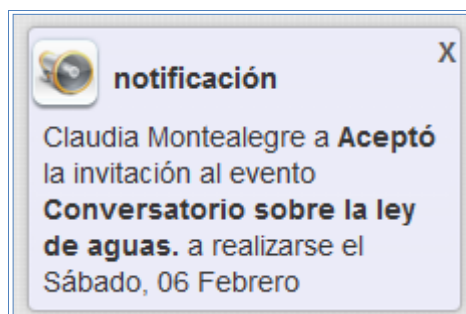 X
notificación
Claudia Montealegre a Aceptó
la invitación al evento
Conversatorio sobre la ley
de aguas. a realizarse el
Sábado, 06 Febrero